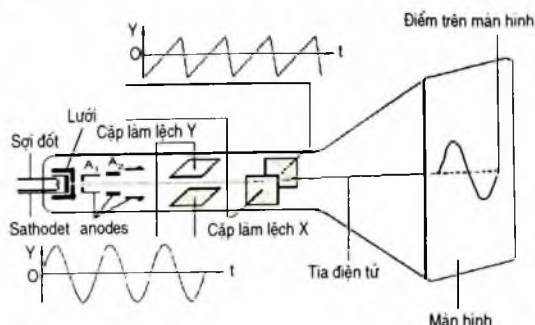 Y
O
t
Điểm trên màn hình
Lưới
Sợi đốt
Cặp làm lệch Y
A₁ A₂
Sathodet anodes
Cặp làm lệch X
Y
O
t
Tia điện tử
Màn hình